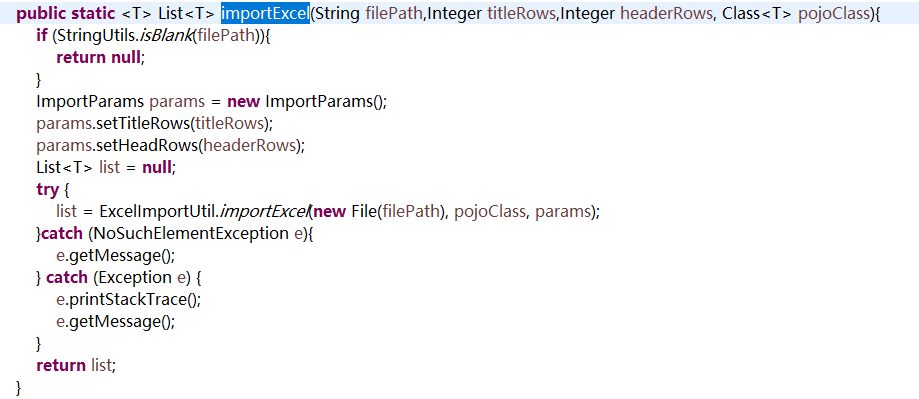 public static <T> List<T> importExcel(String filePath,Integer titleRows,Integer headerRows, Class<T> pojoClass){
if (StringUtils.isBlank(filePath)){
return null;
}
ImportParams params = new ImportParams();
params.setTitleRows(titleRows);
params.setHeadRows(headerRows);
List<T> list = null;
try {
list = ExcelImportUtil.importExcel(new File(filePath), pojoClass, params);
}catch (NoSuchElementException e){
e.getMessage();
} catch (Exception e) {
e.printStackTrace();
e.getMessage();
}
return list;
}